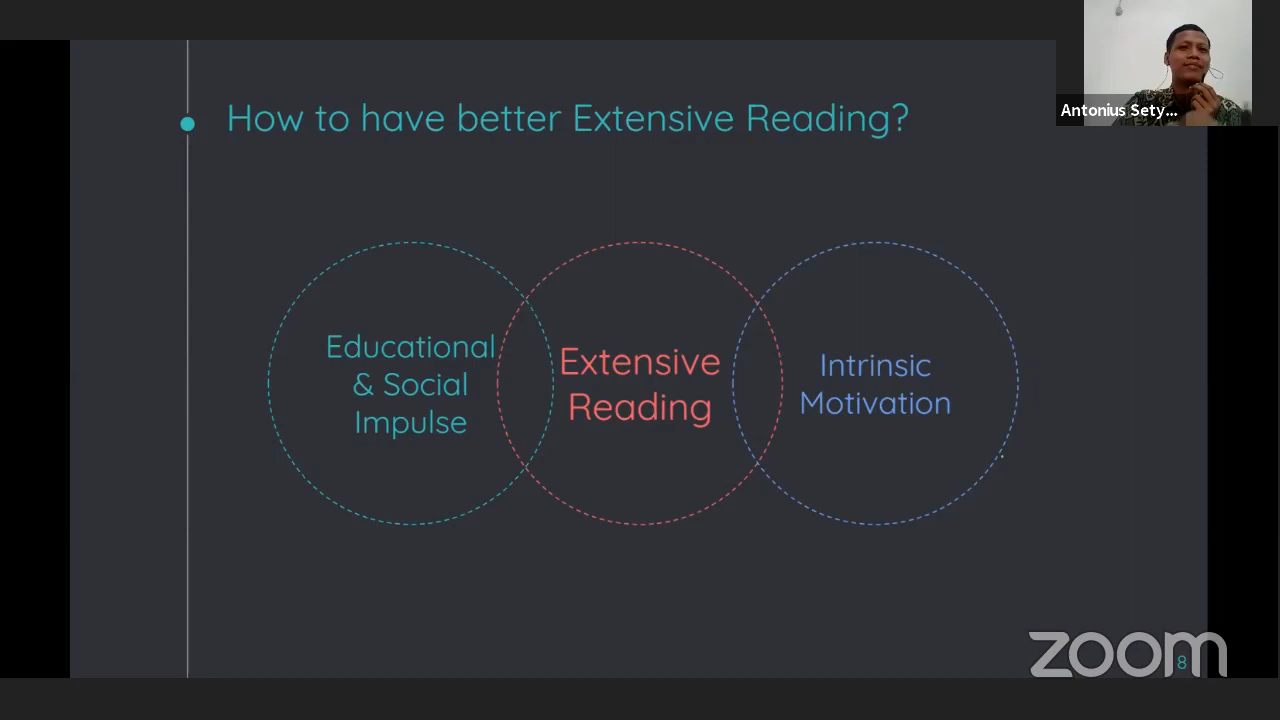 How to have better Extensive Reading?
Antonius Sety...
Educational
& Social
Impulse
Extensive
Reading
Intrinsic
Motivation
zoom
8